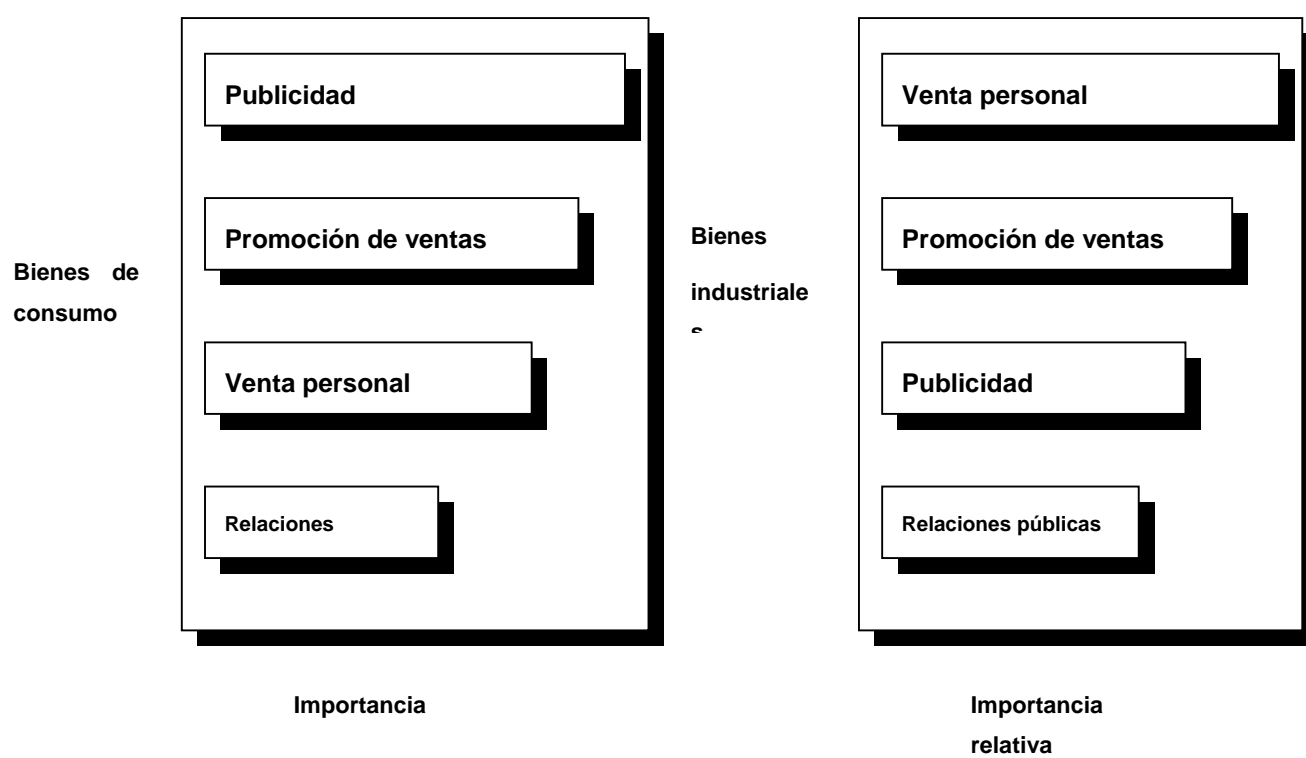 Bienes de
consumo
Publicidad
Promoción de ventas
Venta personal
Relaciones
Importancia
Bienes
industriale
s
Venta personal
Promoción de ventas
Publicidad
Relaciones públicas
Importancia
relativa